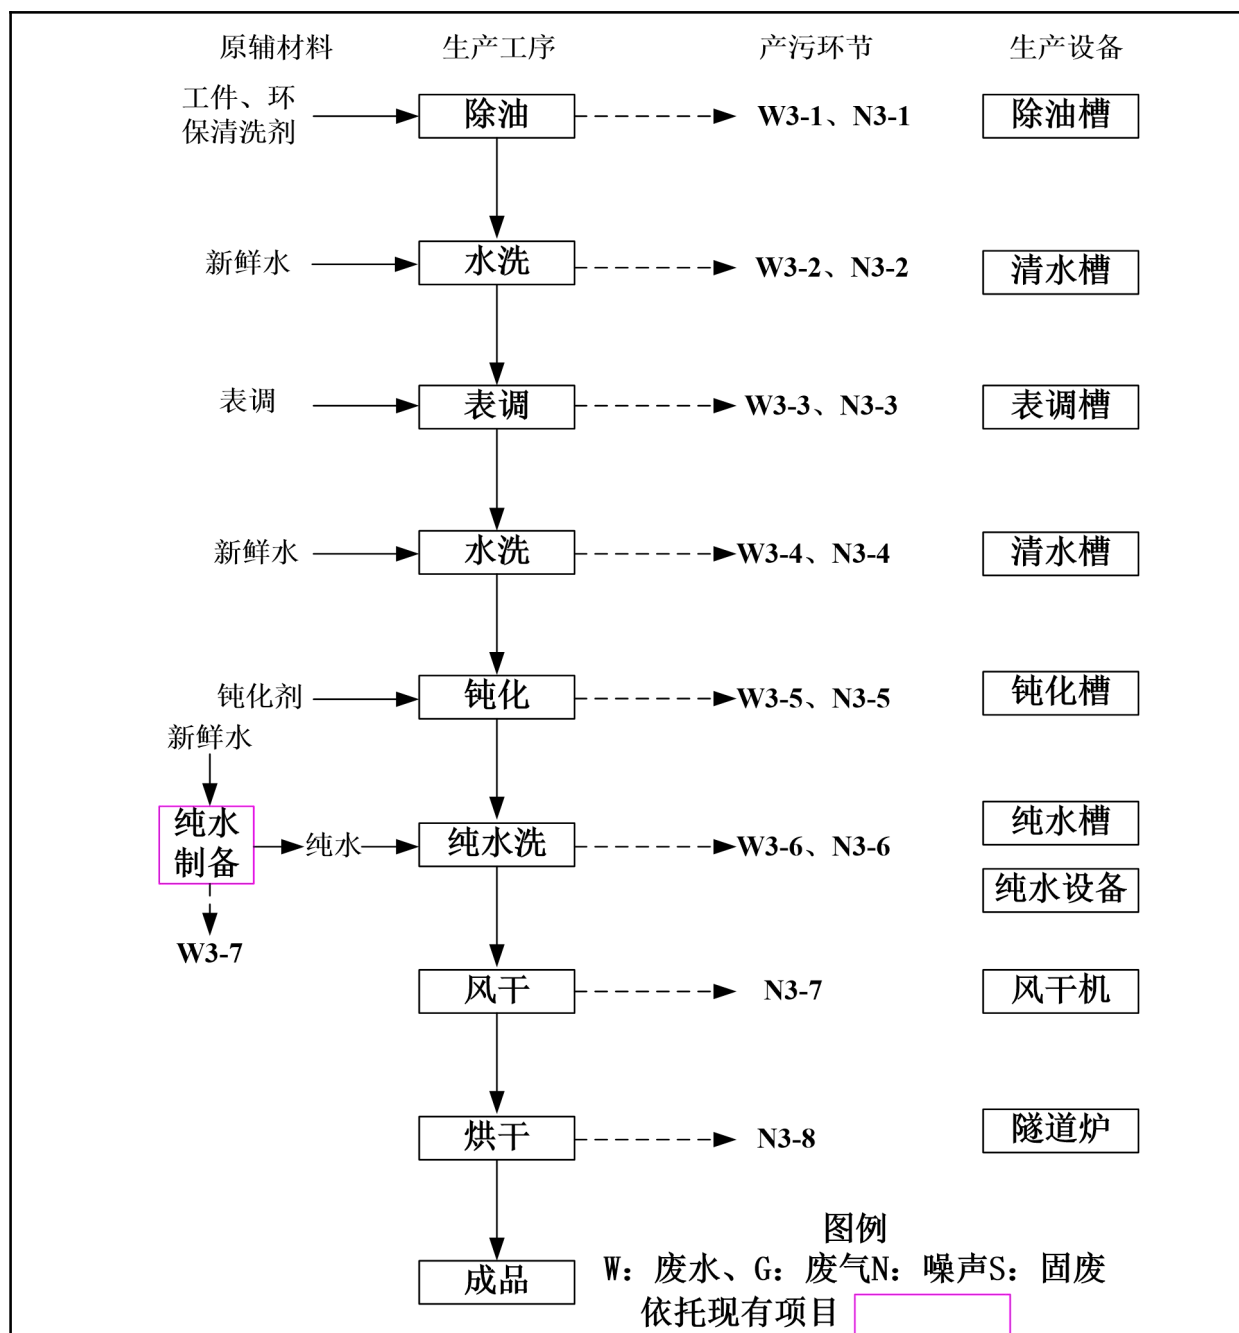 原辅材料 生产工序 产污环节 生产设备
工件、环
保清洗剂
除油 W3-1、N3-1 除油槽
新鲜水 水洗 W3-2、N3-2 清水槽
表调 表调 W3-3、N3-3 表调槽
新鲜水 水洗 W3-4、N3-4 清水槽
钝化剂 钝化 W3-5、N3-5 钝化槽
新鲜水
纯水
制备
纯水 纯水洗 W3-6、N3-6 纯水槽
纯水设备
W3-7
风干 N3-7 风干机
烘干 N3-8 隧道炉
成品
图例
W：废水、G：废气N：噪声S：固废
依托现有项目